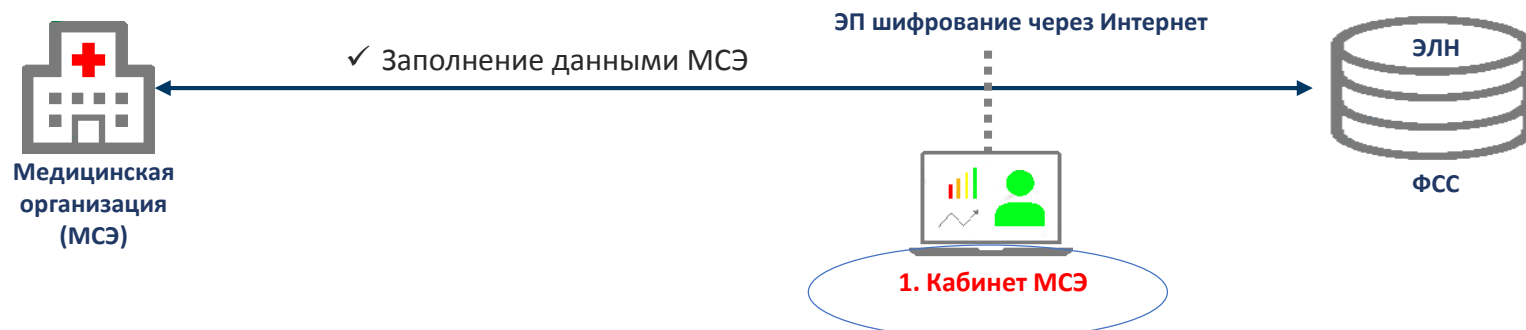 ЭП шифрование через Интернет
ЭЛН
✓ Заполнение данными МСЭ
Медицинская
организация
(МСЭ)
ФСС
1. Кабинет МСЭ